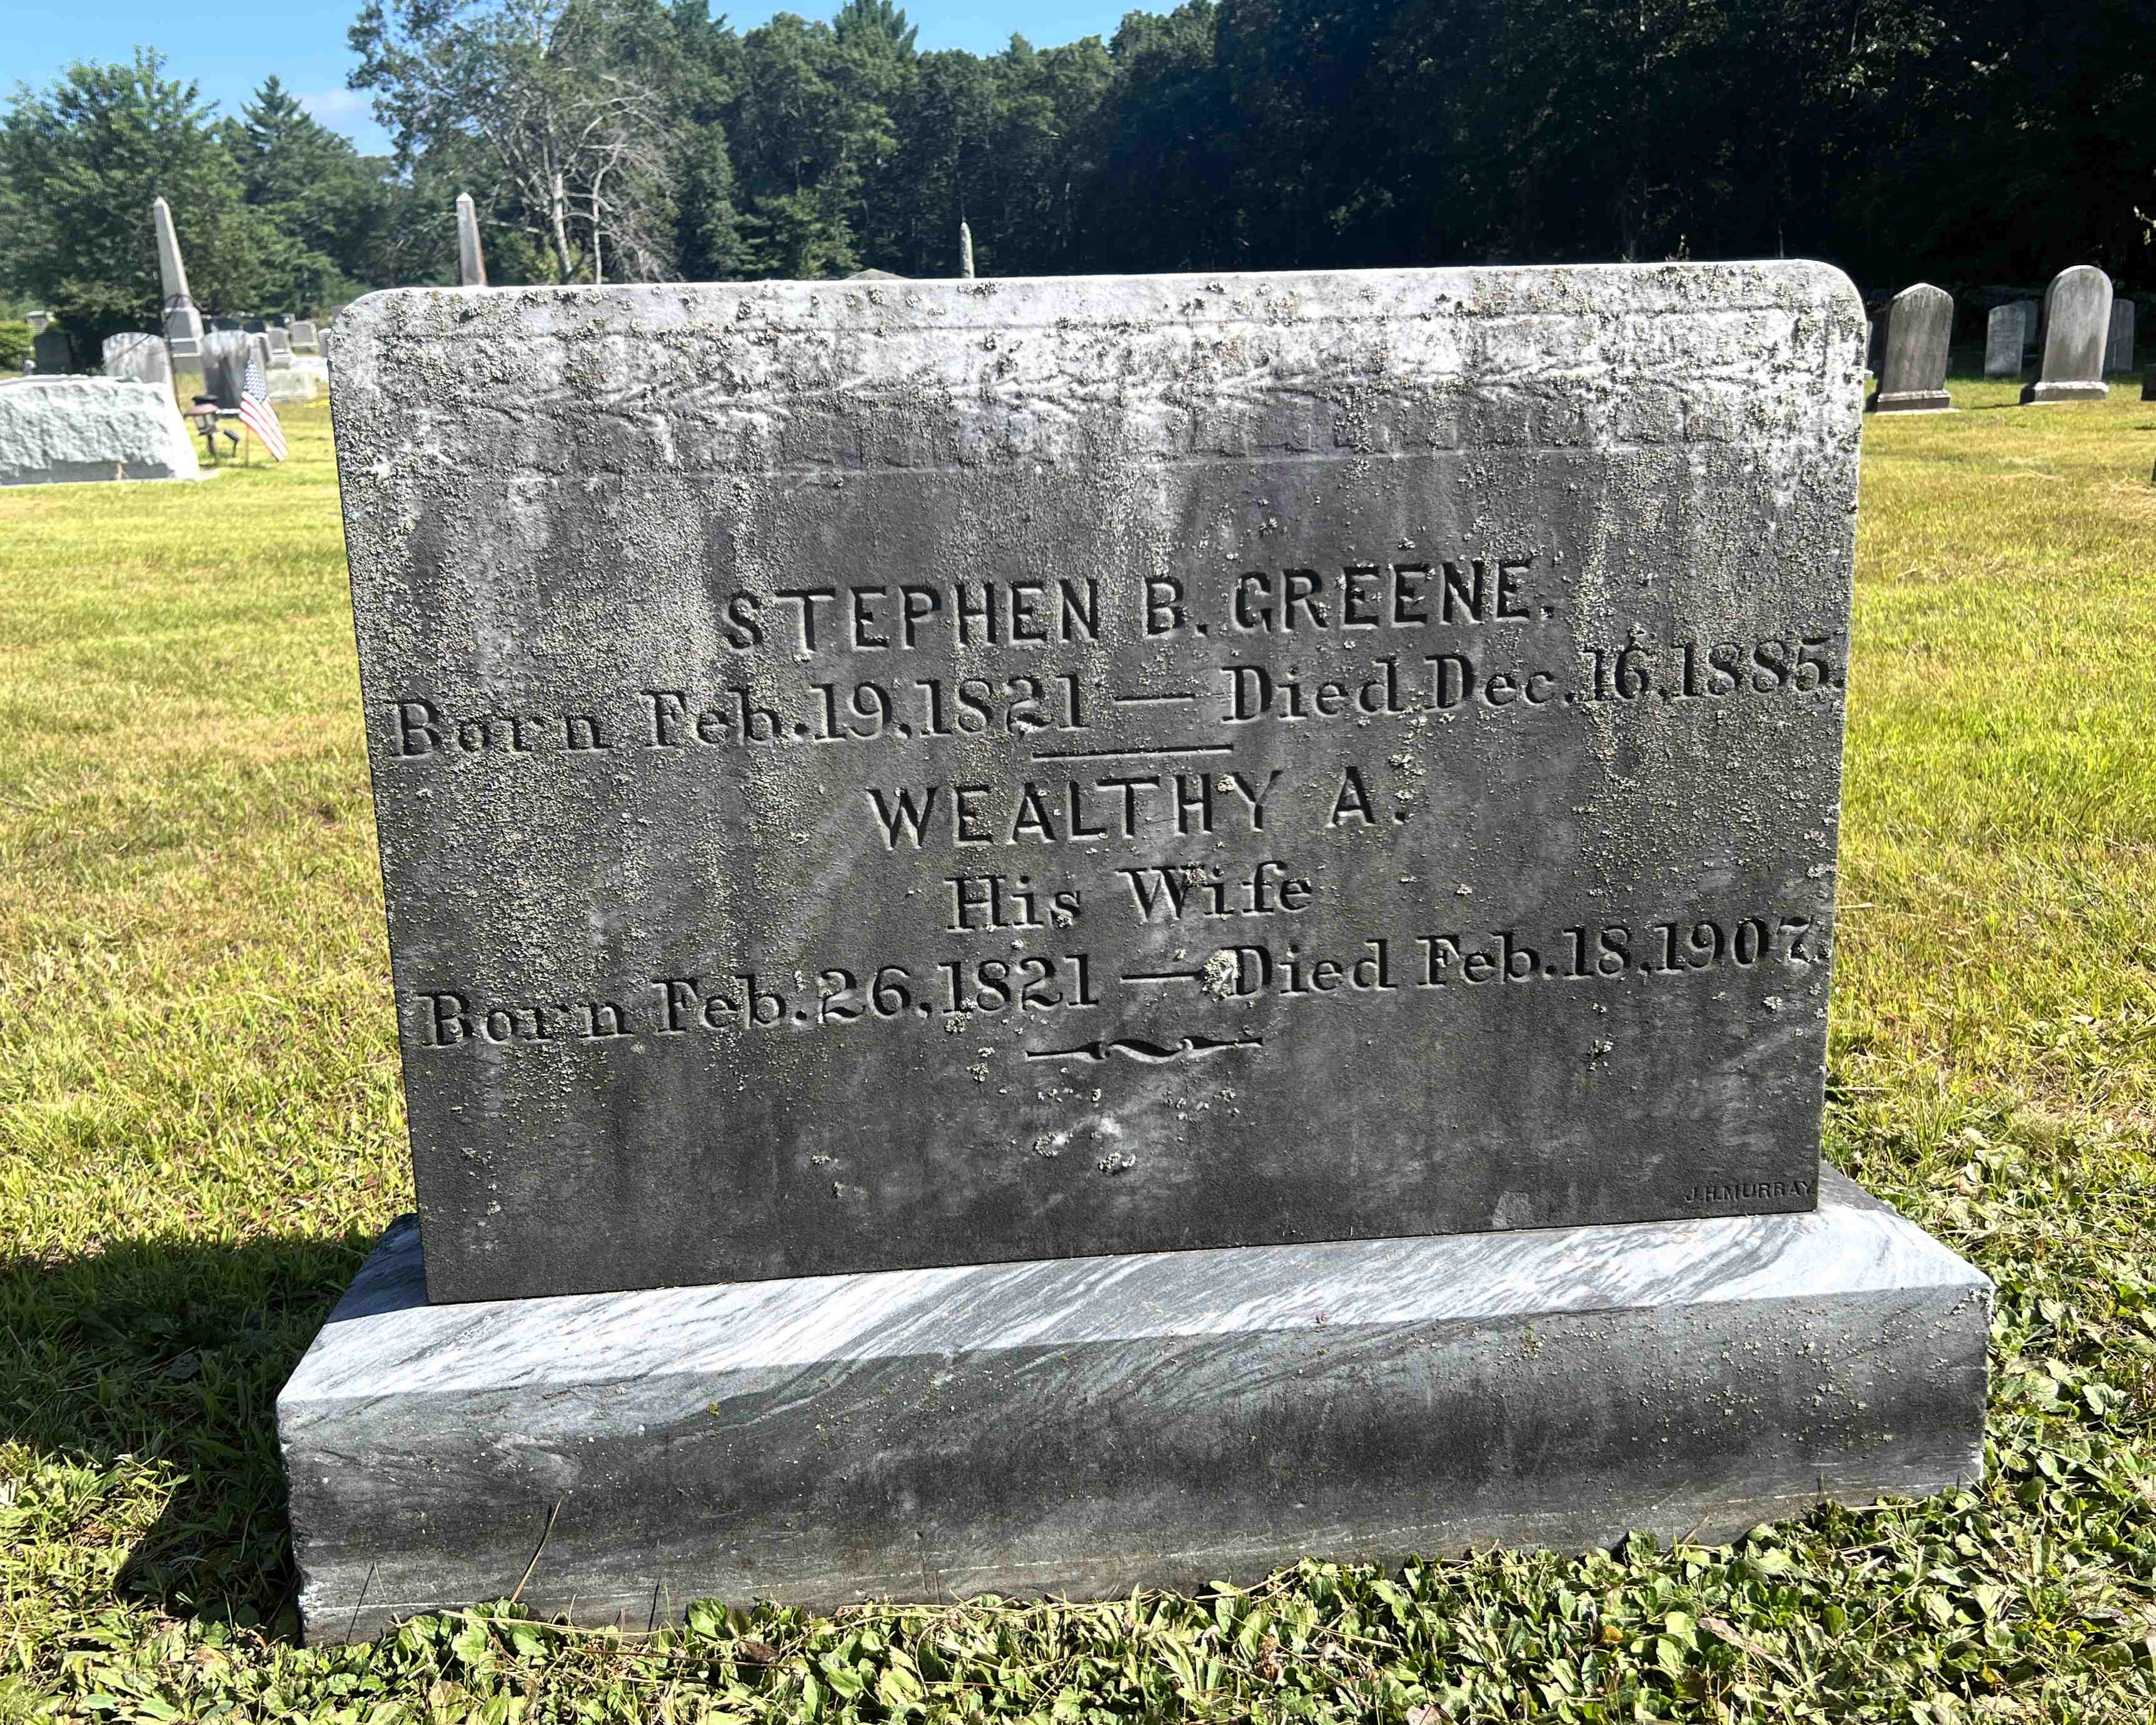 STEPHEN B. GREENE.
Born Feb. 19, 1821 — Died Dec. 16, 1885.
WEALTHY A.
His Wife
Born Feb. 26, 1821 — Died Feb. 18, 1907.
J.H.MURRAY